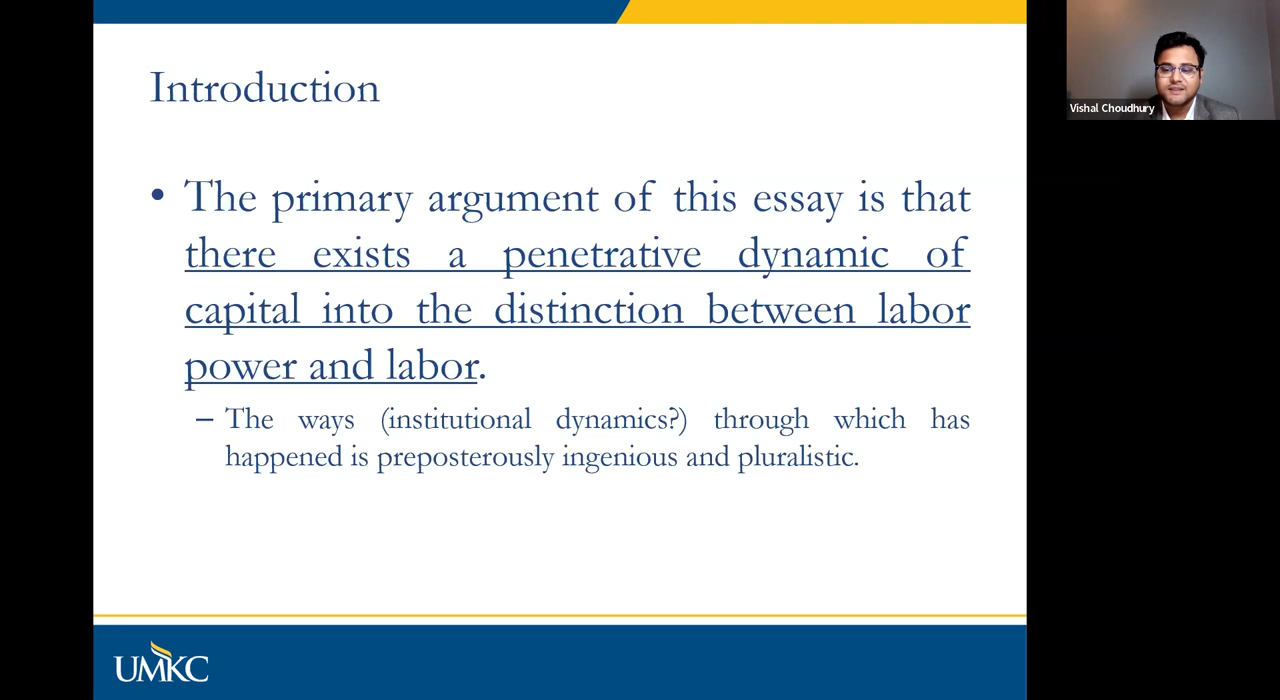 Introduction
• The primary argument of this essay is that
there exists a penetrative dynamic of
capital into the distinction between labor
power and labor.
– The ways (institutional dynamics?) through which has
happened is preposterously ingenious and pluralistic.
UMKC
Vishal Choudhury